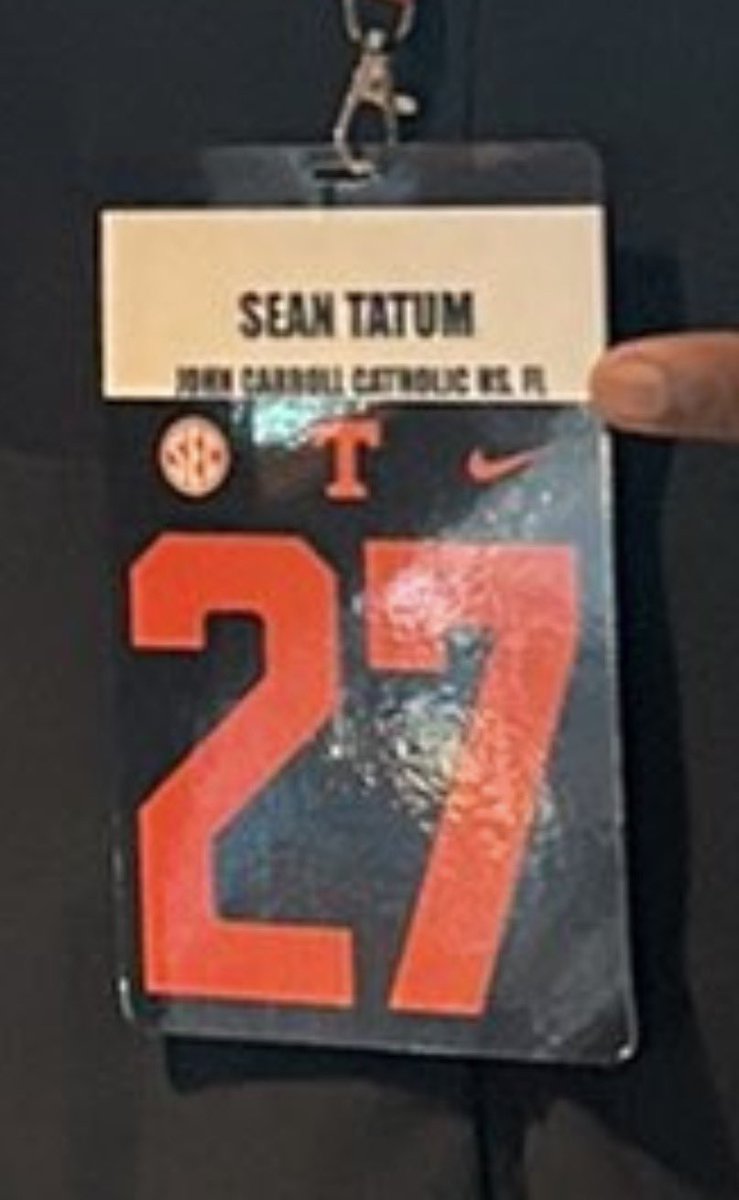 SEAN TATUM
JOHN CARROLL CATHOLIC HS, FL
SEC T
27